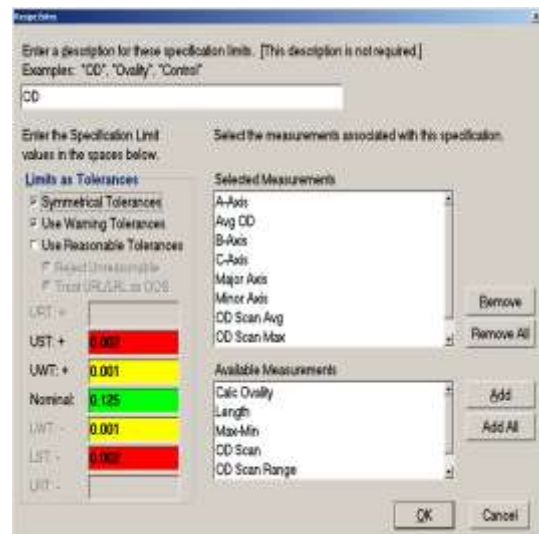 Recipe Editor
Enter a description for these specification limits. [This description is not required.]
Examples: "OD", "Ovality", "Control"
OD
Enter the Specification Limit
values in the spaces below.
Select the measurements associated with this specification.
Limits as Tolerances
Symmetrical Tolerances
Use Warning Tolerances
Use Reasonable Tolerances
Reject Unreasonable
Treat URL/LRL as OOB
URT: +
UST: + 0.002
UWT: + 0.001
Nominal: 0.125
LWT: - 0.001
LST: - 0.002
LRT: -
Selected Measurements
A-Axis
Avg OD
B-Axis
C-Axis
Major Axis
Minor Axis
OD Scan Avg
OD Scan Max
Remove
Remove All
Available Measurements
Calc Ovality
Length
Max-Min
OD Scan
OD Scan Range
Add
Add All
OK
Cancel